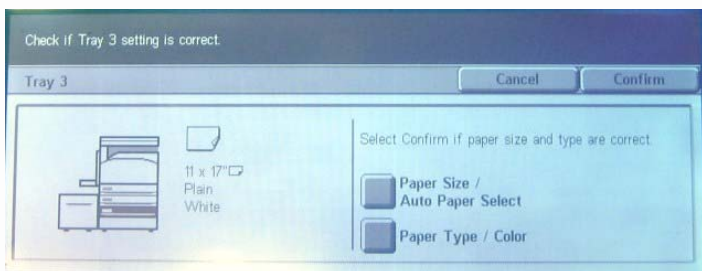 Check if Tray 3 setting is correct.
Tray 3
Cancel
Confirm
11 x 17"
Plain
White
Select Confirm if paper size and type are correct.
Paper Size /
Auto Paper Select
Paper Type / Color